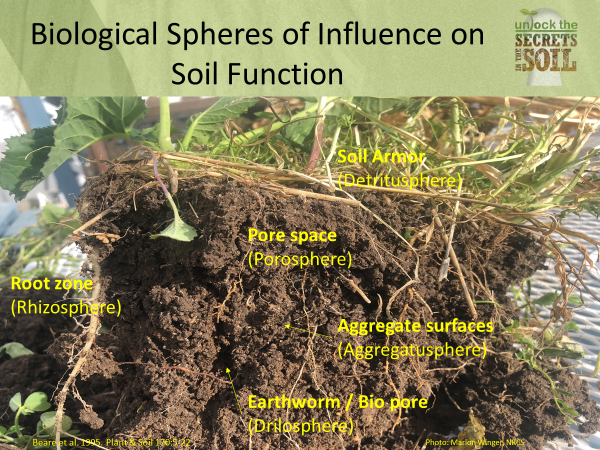 Biological Spheres of Influence on
Soil Function
unlock the
SECRETS
IN THE
SOIL
Soil Armor
(Detritusphere)
Pore space
(Porosphere)
Root zone
(Rhizosphere)
Aggregate surfaces
(Aggregatusphere)
Earthworm / Bio pore
(Drilosphere)
Beare et al. 1995. Plant & Soil 170:5-22
Photo: Marlon Winger, NRCS